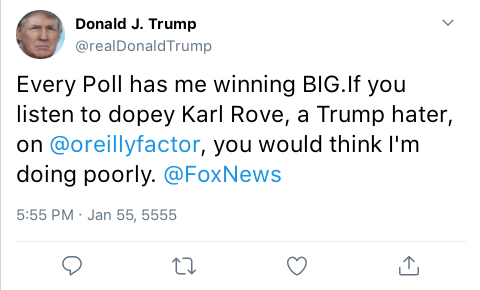 Donald J. Trump
@realDonaldTrump
Every Poll has me winning BIG.If you
listen to dopey Karl Rove, a Trump hater,
on @oreillyfactor, you would think I'm
doing poorly. @FoxNews
5:55 PM · Jan 55, 5555